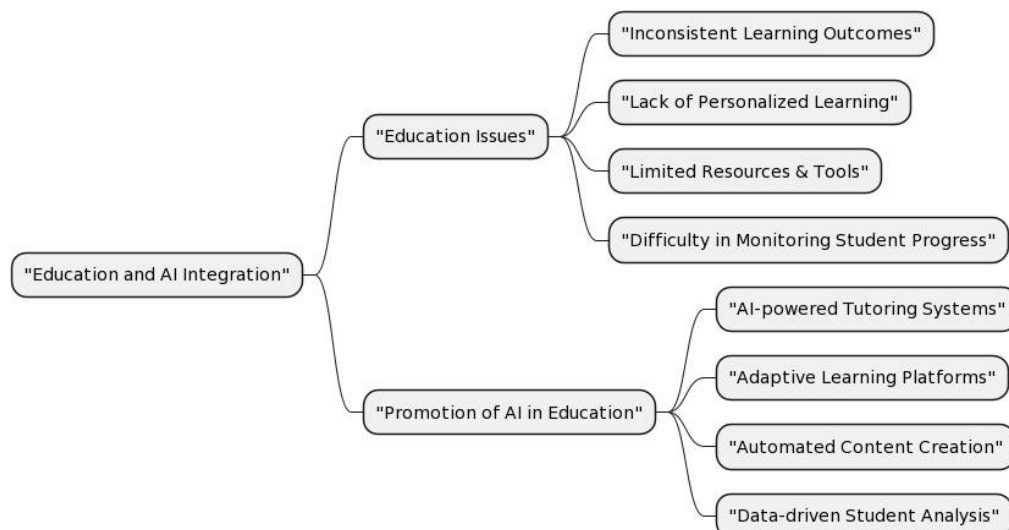 "Education and AI Integration"
"Education Issues"
"Inconsistent Learning Outcomes"
"Lack of Personalized Learning"
"Limited Resources & Tools"
"Difficulty in Monitoring Student Progress"
"Promotion of AI in Education"
"AI-powered Tutoring Systems"
"Adaptive Learning Platforms"
"Automated Content Creation"
"Data-driven Student Analysis"